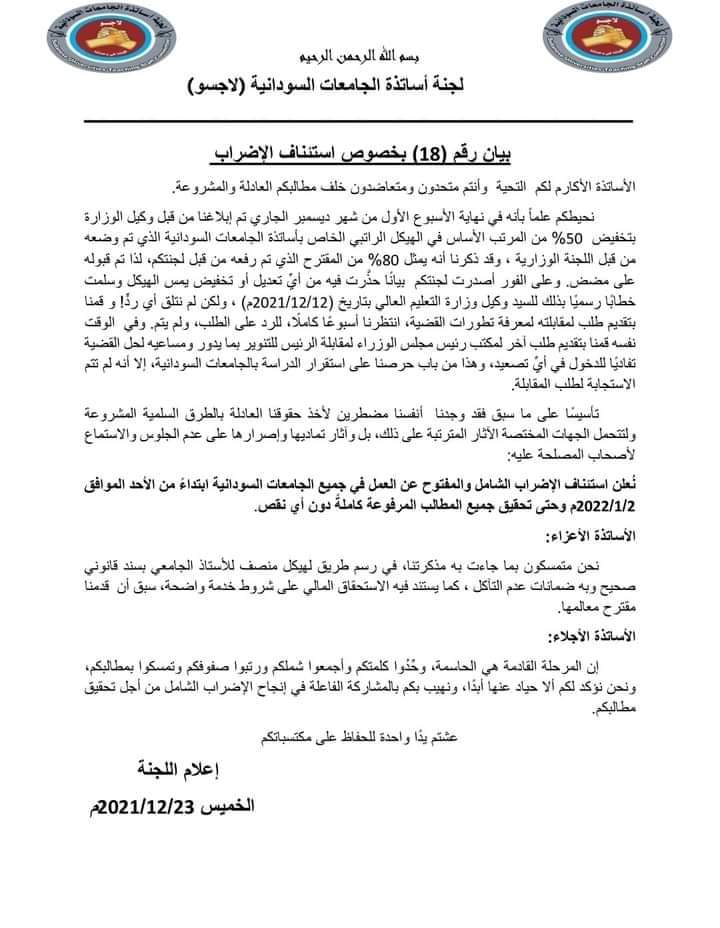 لجنة أساتذة الجامعات السودانية
لاجسو
لجنة أساتذة الجامعات السودانية
لاجسو
بسم الله الرحمن الرحيم
لجنة أساتذة الجامعات السودانية (لاجسو)
بيان رقم (18) بخصوص استئناف الإضراب
الأساتذة الأكارم لكم التحية وأنتم متحدون ومتعاضدون خلف مطالبكم العادلة والمشروعة.
نحيطكم علماً بأنه في نهاية الأسبوع الأول من شهر ديسمبر الجاري تم إبلاغنا من قبل وكيل الوزارة
بتخفيض 50% من المرتب الأساس في الهيكل الراتبي الخاص بأساتذة الجامعات السودانية الذي تم وضعه
من قبل اللجنة الوزارية ، وقد ذكرنا أنه يمثل 80% من المقترح الذي تم رفعه من قبل لجنتكم، لذا تم قبوله
على مضض. وعلى الفور أصدرت لجنتكم بيانًا حذَّرت فيه من أيِّ تعديل أو تخفيض يمس الهيكل وسلمت
خطابًا رسميًا بذلك للسيد وكيل وزارة التعليم العالي بتاريخ (2021/12/12م) ، ولكن لم نتلق أي ردٍّ! و قمنا
بتقديم طلب لمقابلته لمعرفة تطورات القضية، انتظرنا أسبوعًا كاملًا، للرد على الطلب، ولم يتم. وفي الوقت
نفسه قمنا بتقديم طلب آخر لمكتب رئيس مجلس الوزراء لمقابلة الرئيس للتنوير بما يدور ومساعيه لحل القضية
تفاديًا للدخول في أيِّ تصعيد، وهذا من باب حرصنا على استقرار الدراسة بالجامعات السودانية، إلا أنه لم تتم
الاستجابة لطلب المقابلة.
تأسيسًا على ما سبق فقد وجدنا أنفسنا مضطرين لأخذ حقوقنا العادلة بالطرق السلمية المشروعة
ولتتحمل الجهات المختصة الآثار المترتبة على ذلك، بل وآثار تماديها وإصرارها على عدم الجلوس والاستماع
لأصحاب المصلحة عليه:
نُعلن استئناف الإضراب الشامل والمفتوح عن العمل في جميع الجامعات السودانية ابتداءً من الأحد الموافق
2022/1/2م وحتى تحقيق جميع المطالب المرفوعة كاملةً دون أي نقص.
الأساتذة الأعزاء:
نحن متمسكون بما جاءت به مذكرتنا، في رسم طريق لهيكل منصف للأستاذ الجامعي بسند قانوني
صحيح وبه ضمانات عدم التآكل ، كما يستند فيه الاستحقاق المالي على شروط خدمة واضحة، سبق أن قدمنا
مقترح معالمها.
الأساتذة الأجلاء:
إن المرحلة القادمة هي الحاسمة، وحِّدُوا كلمتكم وأجمعوا شملكم ورتبوا صفوفكم وتمسكوا بمطالبكم،
ونحن نؤكد لكم ألا حياد عنها أبدًا، ونهيب بكم بالمشاركة الفاعلة في إنجاح الإضراب الشامل من أجل تحقيق
مطالبكم.
عشتم يدًا واحدة للحفاظ على مكتسباتكم
إعلام اللجنة
الخميس 2021/12/23م